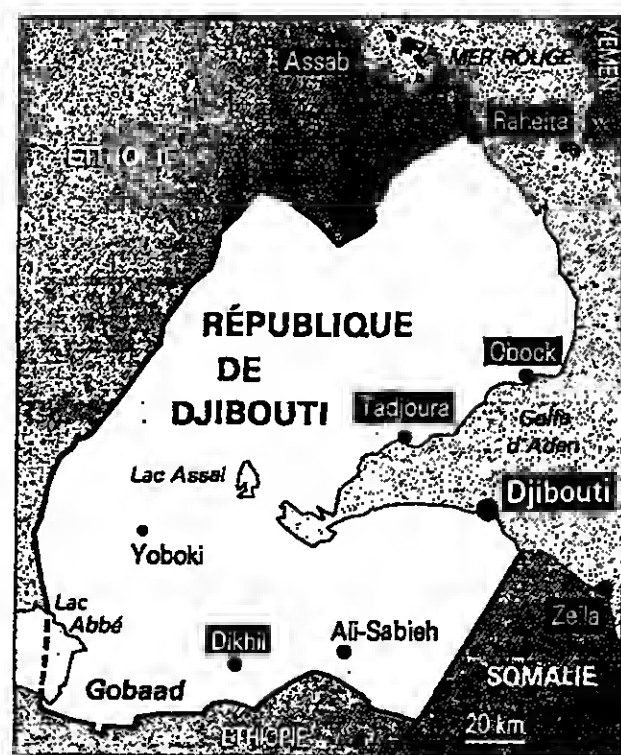 YEMEN
Assab
MER ROUGE
Raheita
ETHIOPIE
RÉPUBLIQUE
DE
DJIBOUTI
Obock
Tadjoura
Golfe
d'Aden
Lac Assal
Djibouti
Yoboki
Lac
Abbé
Zeïla
Dikhil
Ali-Sabieh
Gobaad
SOMALIE
ETHIOPIE
20 km